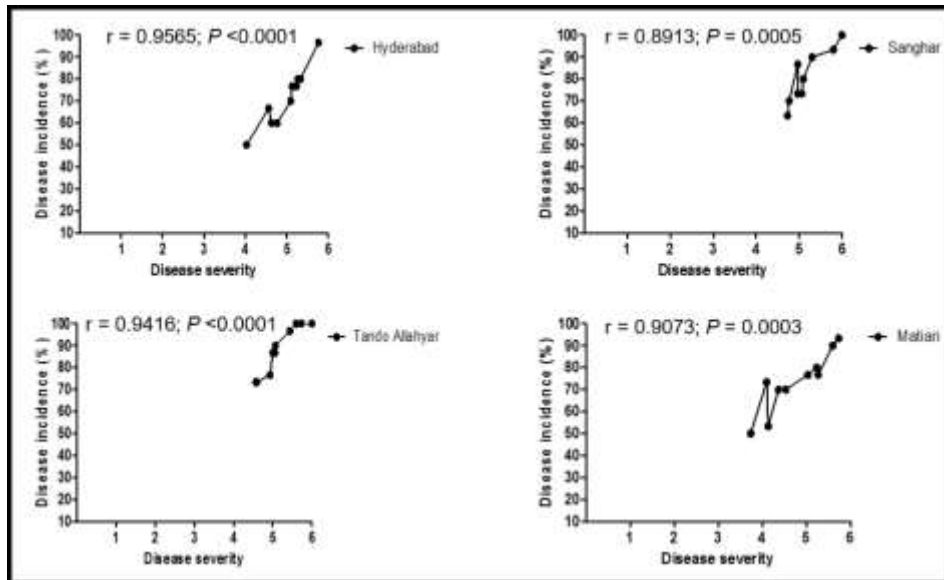 r = 0.9565; P <0.0001
Hyderabad
Disease incidence (%)
100
90
80
70
60
50
40
30
20
10
1 2 3 4 5 6
Disease severity
r = 0.8913; P = 0.0005
Sanghar
Disease incidence (%)
100
90
80
70
60
50
40
30
20
10
1 2 3 4 5 6
Disease severity
r = 0.9416; P <0.0001
Tando Allahyar
Disease incidence (%)
100
90
80
70
60
50
40
30
20
10
1 2 3 4 5 6
Disease severity
r = 0.9073; P = 0.0003
Matiari
Disease incidence (%)
100
90
80
70
60
50
40
30
20
10
1 2 3 4 5 6
Disease severity